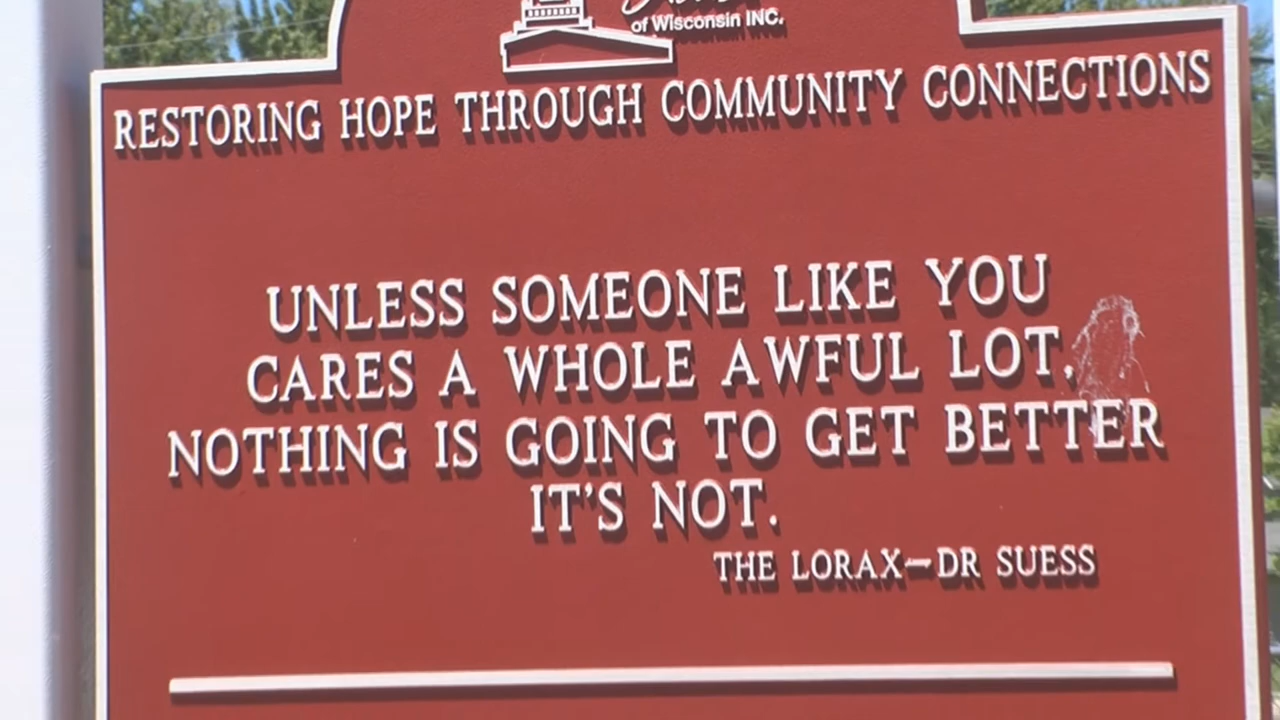 of Wisconsin INC.
RESTORING HOPE THROUGH COMMUNITY CONNECTIONS
UNLESS SOMEONE LIKE YOU
CARES A WHOLE AWFUL LOT,
NOTHING IS GOING TO GET BETTER
IT'S NOT.
THE LORAX—DR SUESS